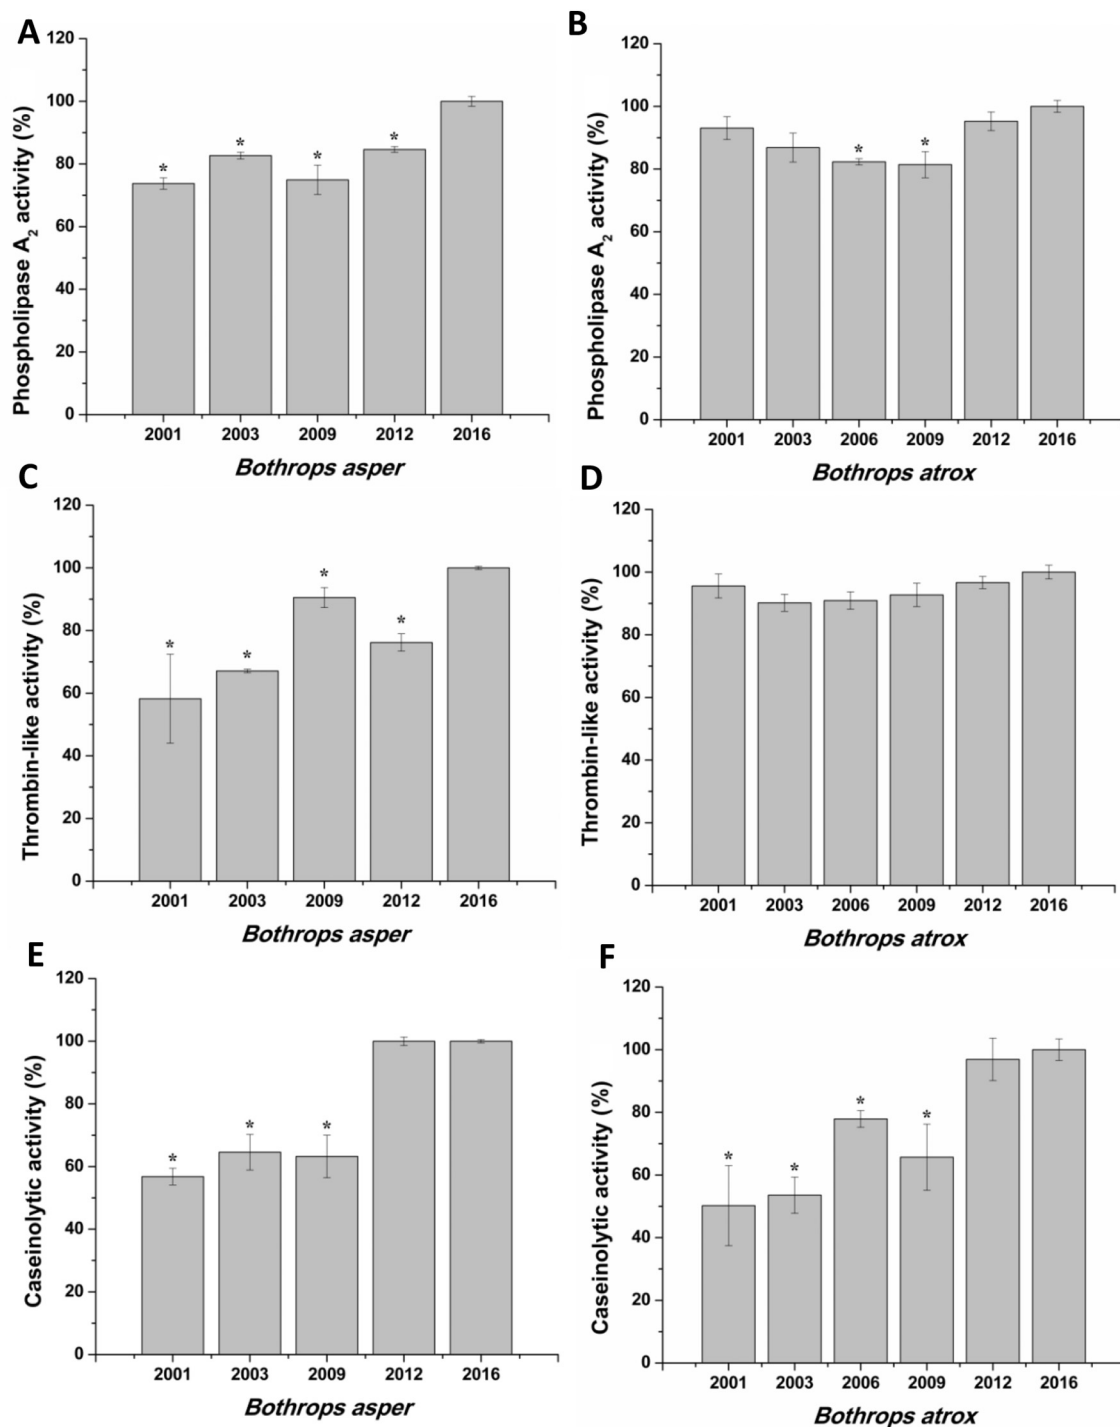 A
Phospholipase A2 activity (%)
120
100
80
60
40
20
0
*
*
*
*
2001 2003 2009 2012 2016
Bothrops asper
B
Phospholipase A2 activity (%)
120
100
80
60
40
20
0
*
*
2001 2003 2006 2009 2012 2016
Bothrops atrox
C
Thrombin-like activity (%)
120
100
80
60
40
20
0
*
*
*
*
2001 2003 2009 2012 2016
Bothrops asper
D
Thrombin-like activity (%)
120
100
80
60
40
20
0
2001 2003 2006 2009 2012 2016
Bothrops atrox
E
Caseinolytic activity (%)
120
100
80
60
40
20
0
*
*
*
2001 2003 2009 2012 2016
Bothrops asper
F
Caseinolytic activity (%)
120
100
80
60
40
20
0
*
*
*
*
2001 2003 2006 2009 2012 2016
Bothrops atrox